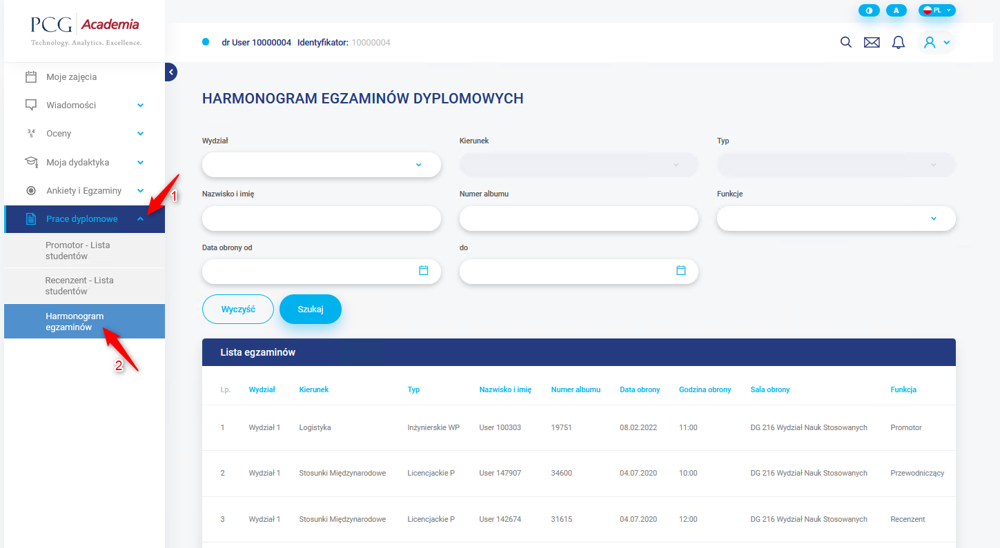 PCG Academia
Technology. Analytics. Excellence.
A
PL
dr User 10000004 Identyfikator: 10000004
Moje zajęcia
Wiadomości
3 4
5
Oceny
Moja dydaktyka
Ankiety i Egzaminy
1
Prace dyplomowe
Promotor - Lista
studentów
Recenzent - Lista
studentów
Harmonogram
egzaminów
2
HARMONOGRAM EGZAMINÓW DYPLOMOWYCH
Wydział Kierunek Typ
Nazwisko i imię Numer albumu Funkcje
Data obrony od do
Wyczyść Szukaj
Lista egzaminów
Lp. Wydział Kierunek Typ Nazwisko i imię Numer albumu Data obrony Godzina obrony Sala obrony Funkcja
1 Wydział 1 Logistyka Inżynierskie WP User 100303 19751 08.02.2022 11:00 DG 216 Wydział Nauk Stosowanych Promotor
2 Wydział 1 Stosunki Międzynarodowe Licencjackie P User 147907 34600 04.07.2020 10:00 DG 216 Wydział Nauk Stosowanych Przewodniczący
3 Wydział 1 Stosunki Międzynarodowe Licencjackie P User 142674 31615 04.07.2020 12:00 DG 216 Wydział Nauk Stosowanych Recenzent